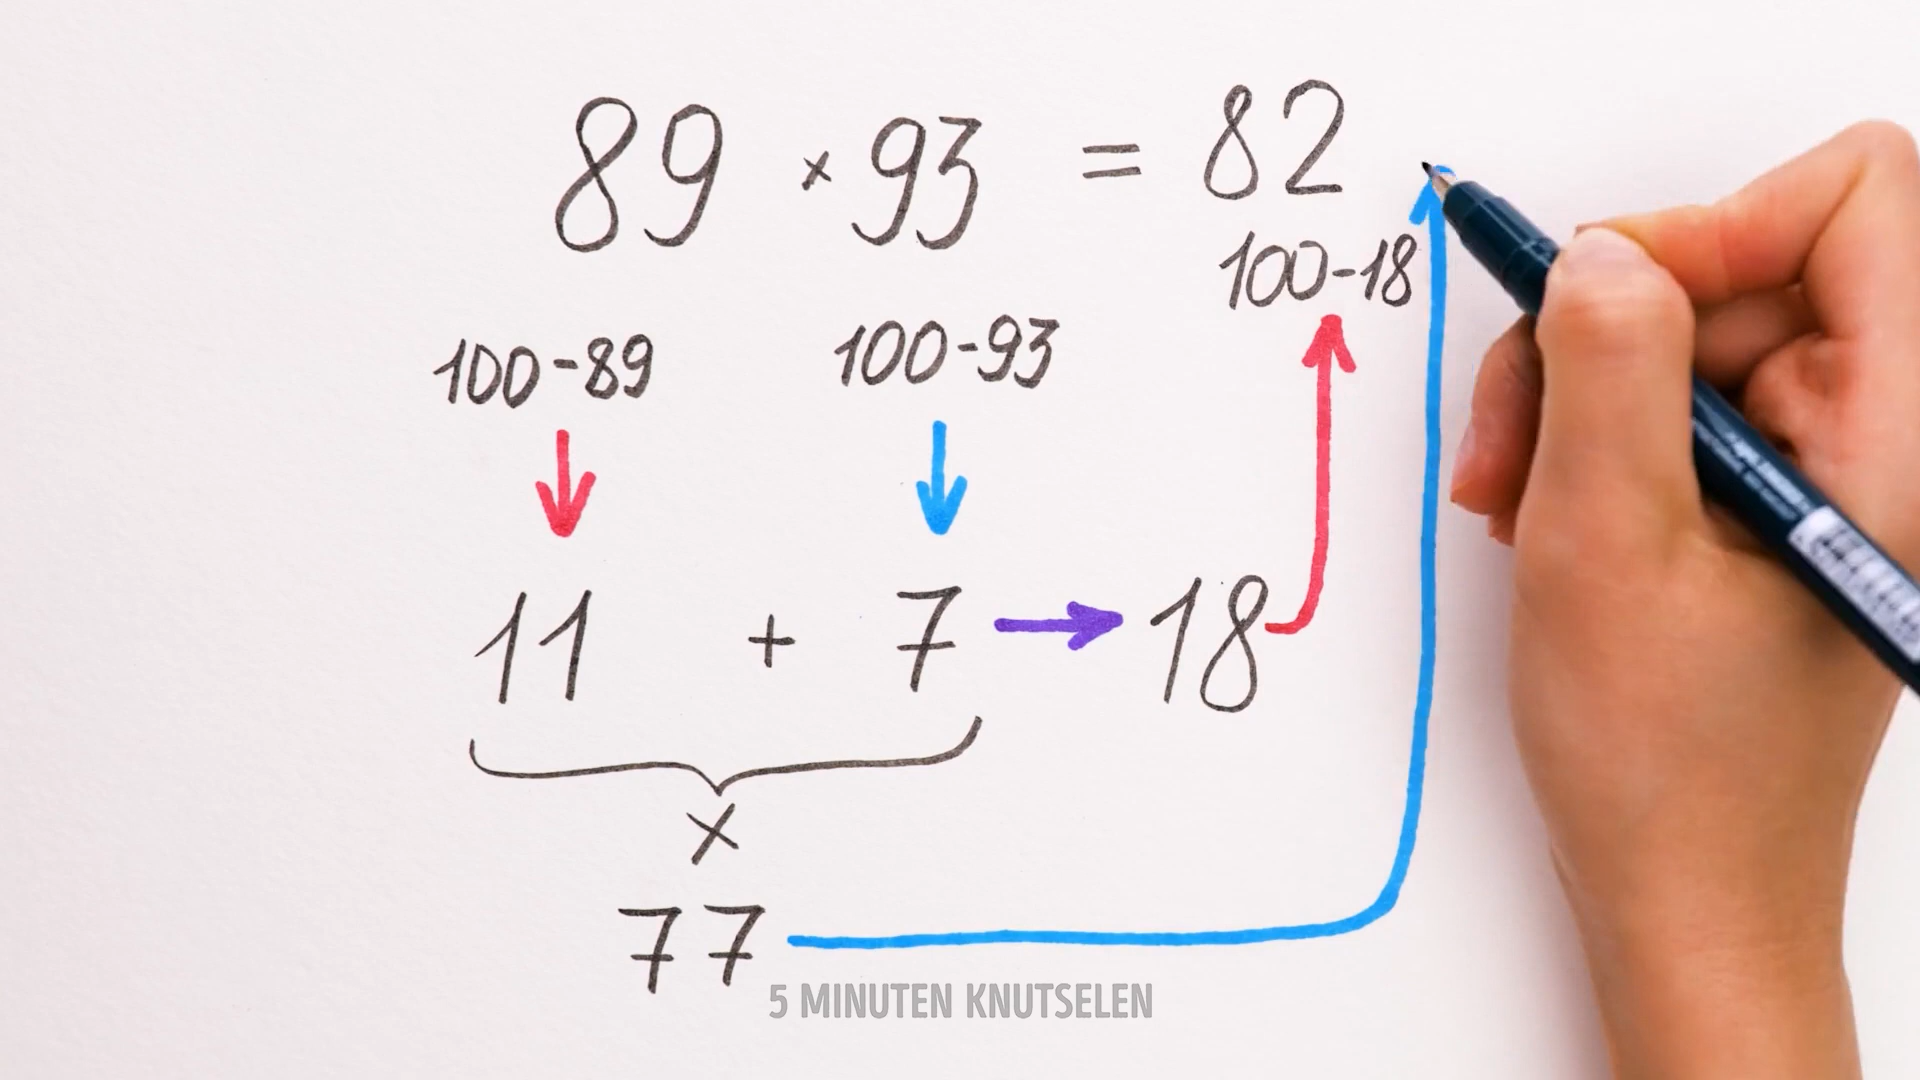 89 × 93 = 82
100-18
100-89 100-93
11 + 7 → 18
×
77
5 MINUTEN KNUTSELEN